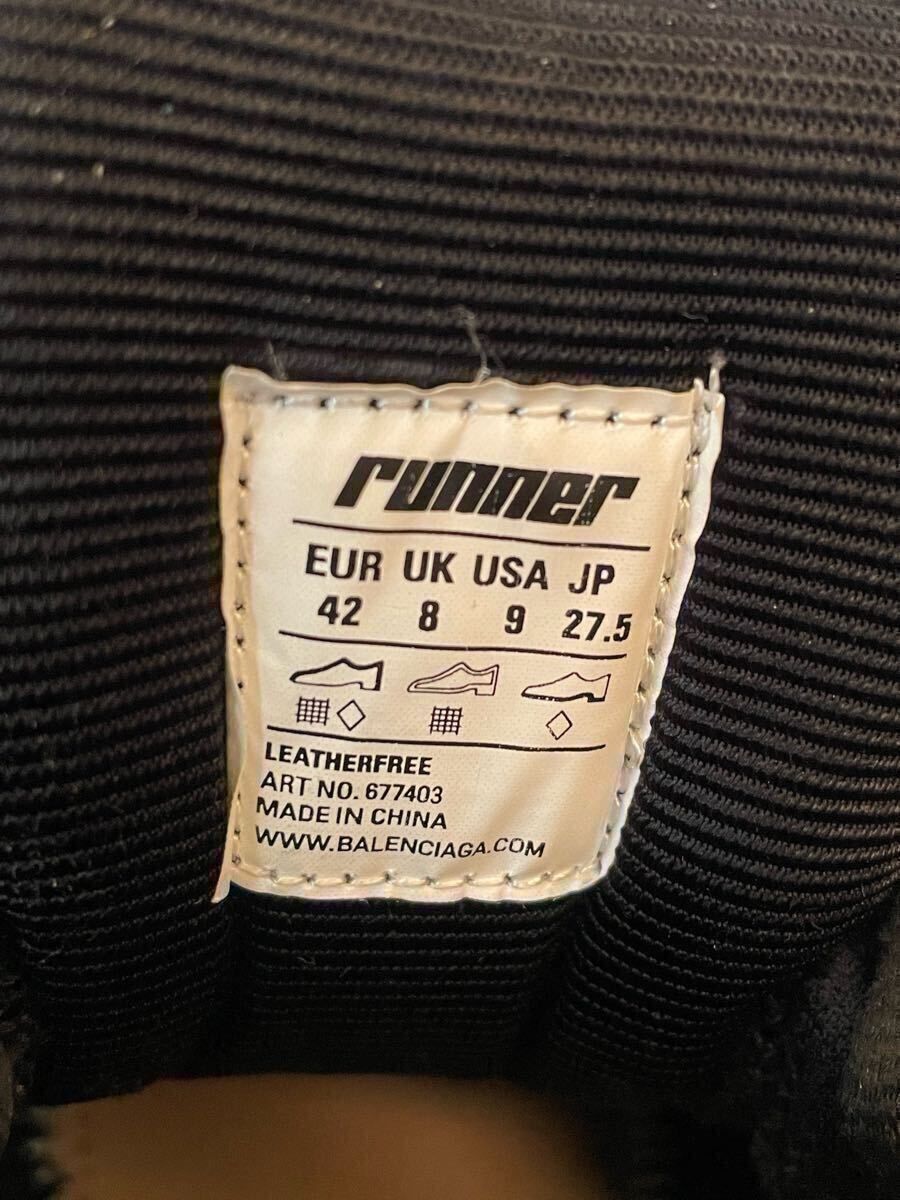 runner
EUR UK USA JP
42 8 9 27.5
LEATHERFREE
ART NO. 677403
MADE IN CHINA
WWW.BALENCIAGA.COM